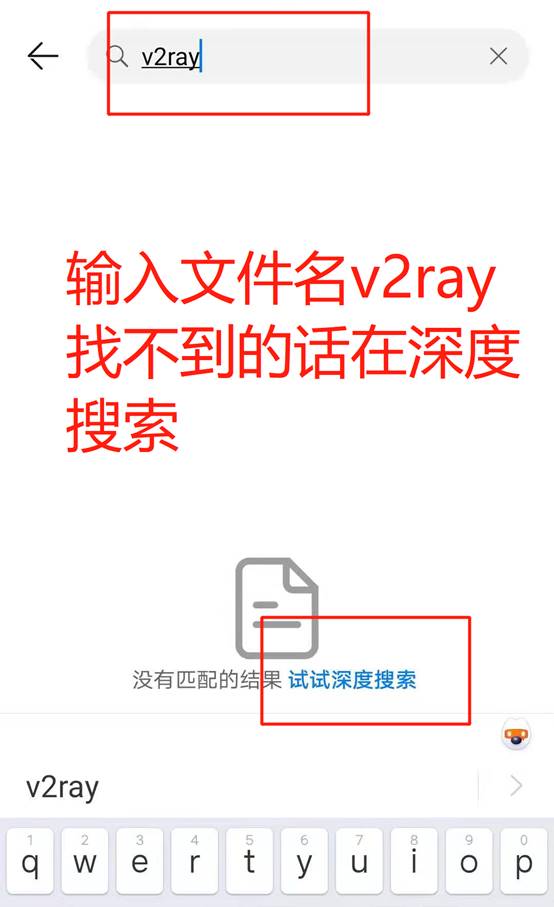 v2ray
输入文件名v2ray
找不到的话在深度
搜索
没有匹配的结果 试试深度搜索
v2ray
1 2 3 4 5 6 7 8 9 0
q w e r t y u i o p